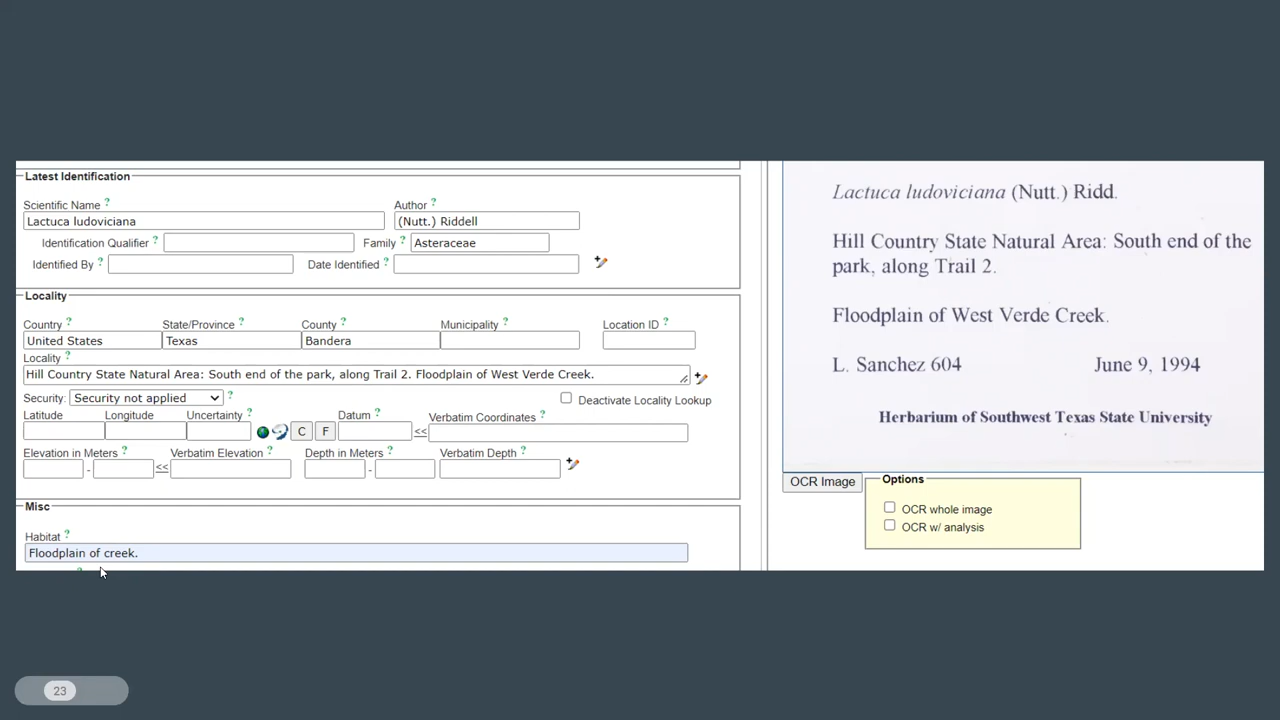 Latest Identification
Scientific Name ?
Author ?
Lactuca ludoviciana
(Nutt.) Riddell
Identification Qualifier ?
Family ? Asteraceae
Identified By ?
Date Identified ?
Locality
Country ? State/Province ? County ? Municipality ? Location ID ?
United States Texas Bandera
Locality ?
Hill Country State Natural Area: South end of the park, along Trail 2. Floodplain of West Verde Creek.
Security: Security not applied ?
Deactivate Locality Lookup
Latitude Longitude Uncertainty ? Datum ? Verbatim Coordinates ?
C F <<
Elevation in Meters ? Verbatim Elevation ? Depth in Meters ? Verbatim Depth ?
- << -
Misc
Habitat ?
Floodplain of creek.
?
23
Lactuca ludoviciana (Nutt.) Ridd.
Hill Country State Natural Area: South end of the
park, along Trail 2.
Floodplain of West Verde Creek.
L. Sanchez 604 June 9, 1994
Herbarium of Southwest Texas State University
OCR Image
Options
OCR whole image
OCR w/ analysis